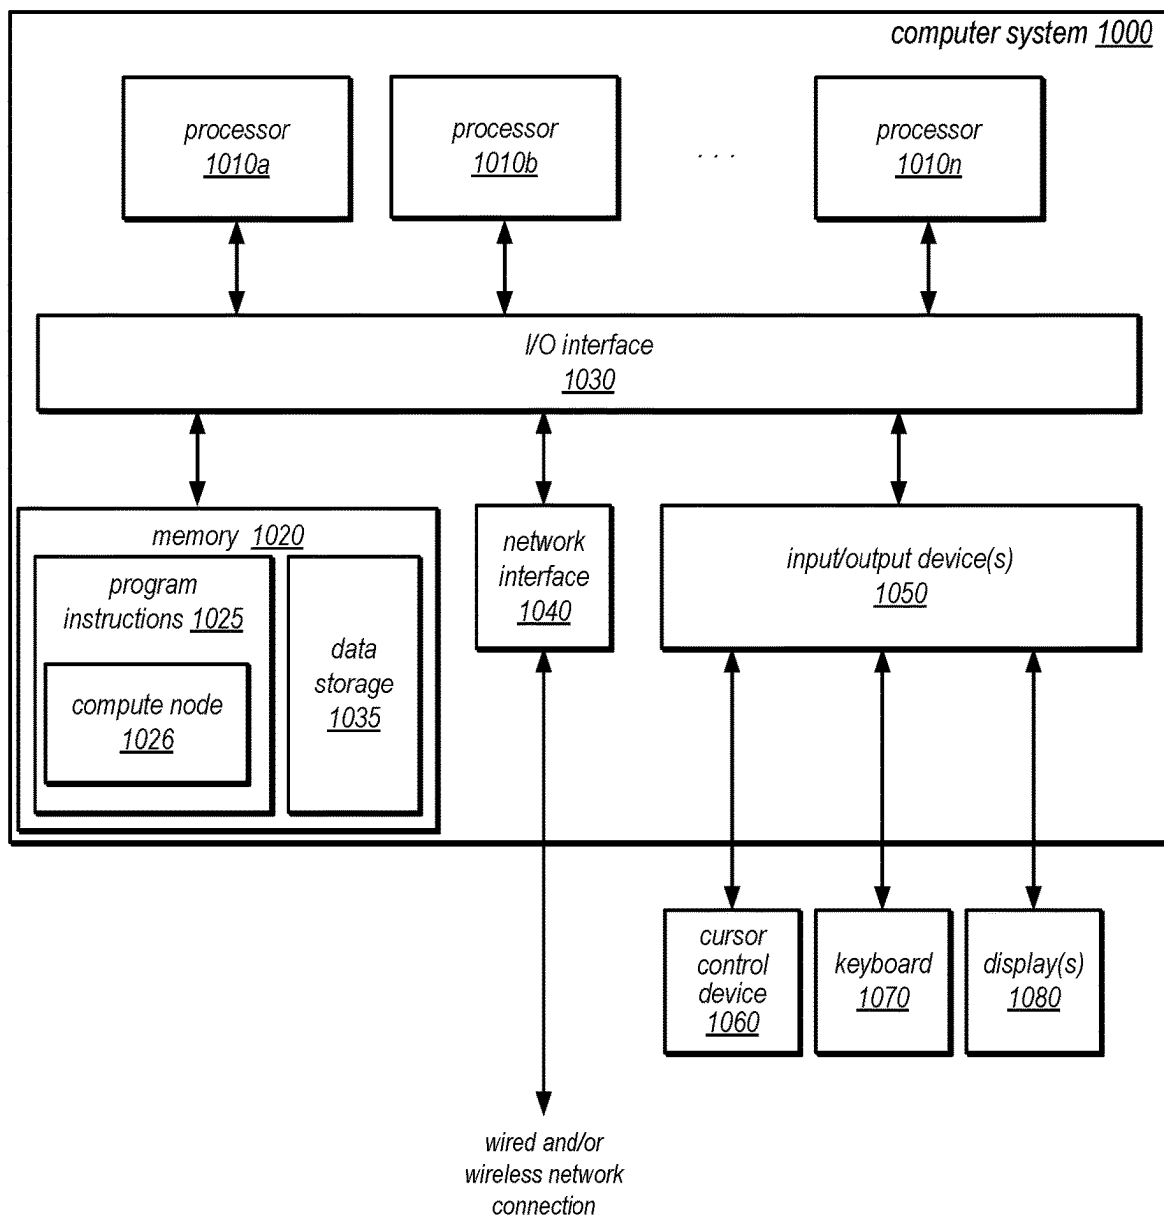 computer system 1000
processor
1010a
processor
1010b
. . .
processor
1010n
I/O interface
1030
memory 1020
program
instructions 1025
compute node
1026
data
storage
1035
network
interface
1040
input/output device(s)
1050
cursor
control
device
1060
keyboard
1070
display(s)
1080
wired and/or
wireless network
connection